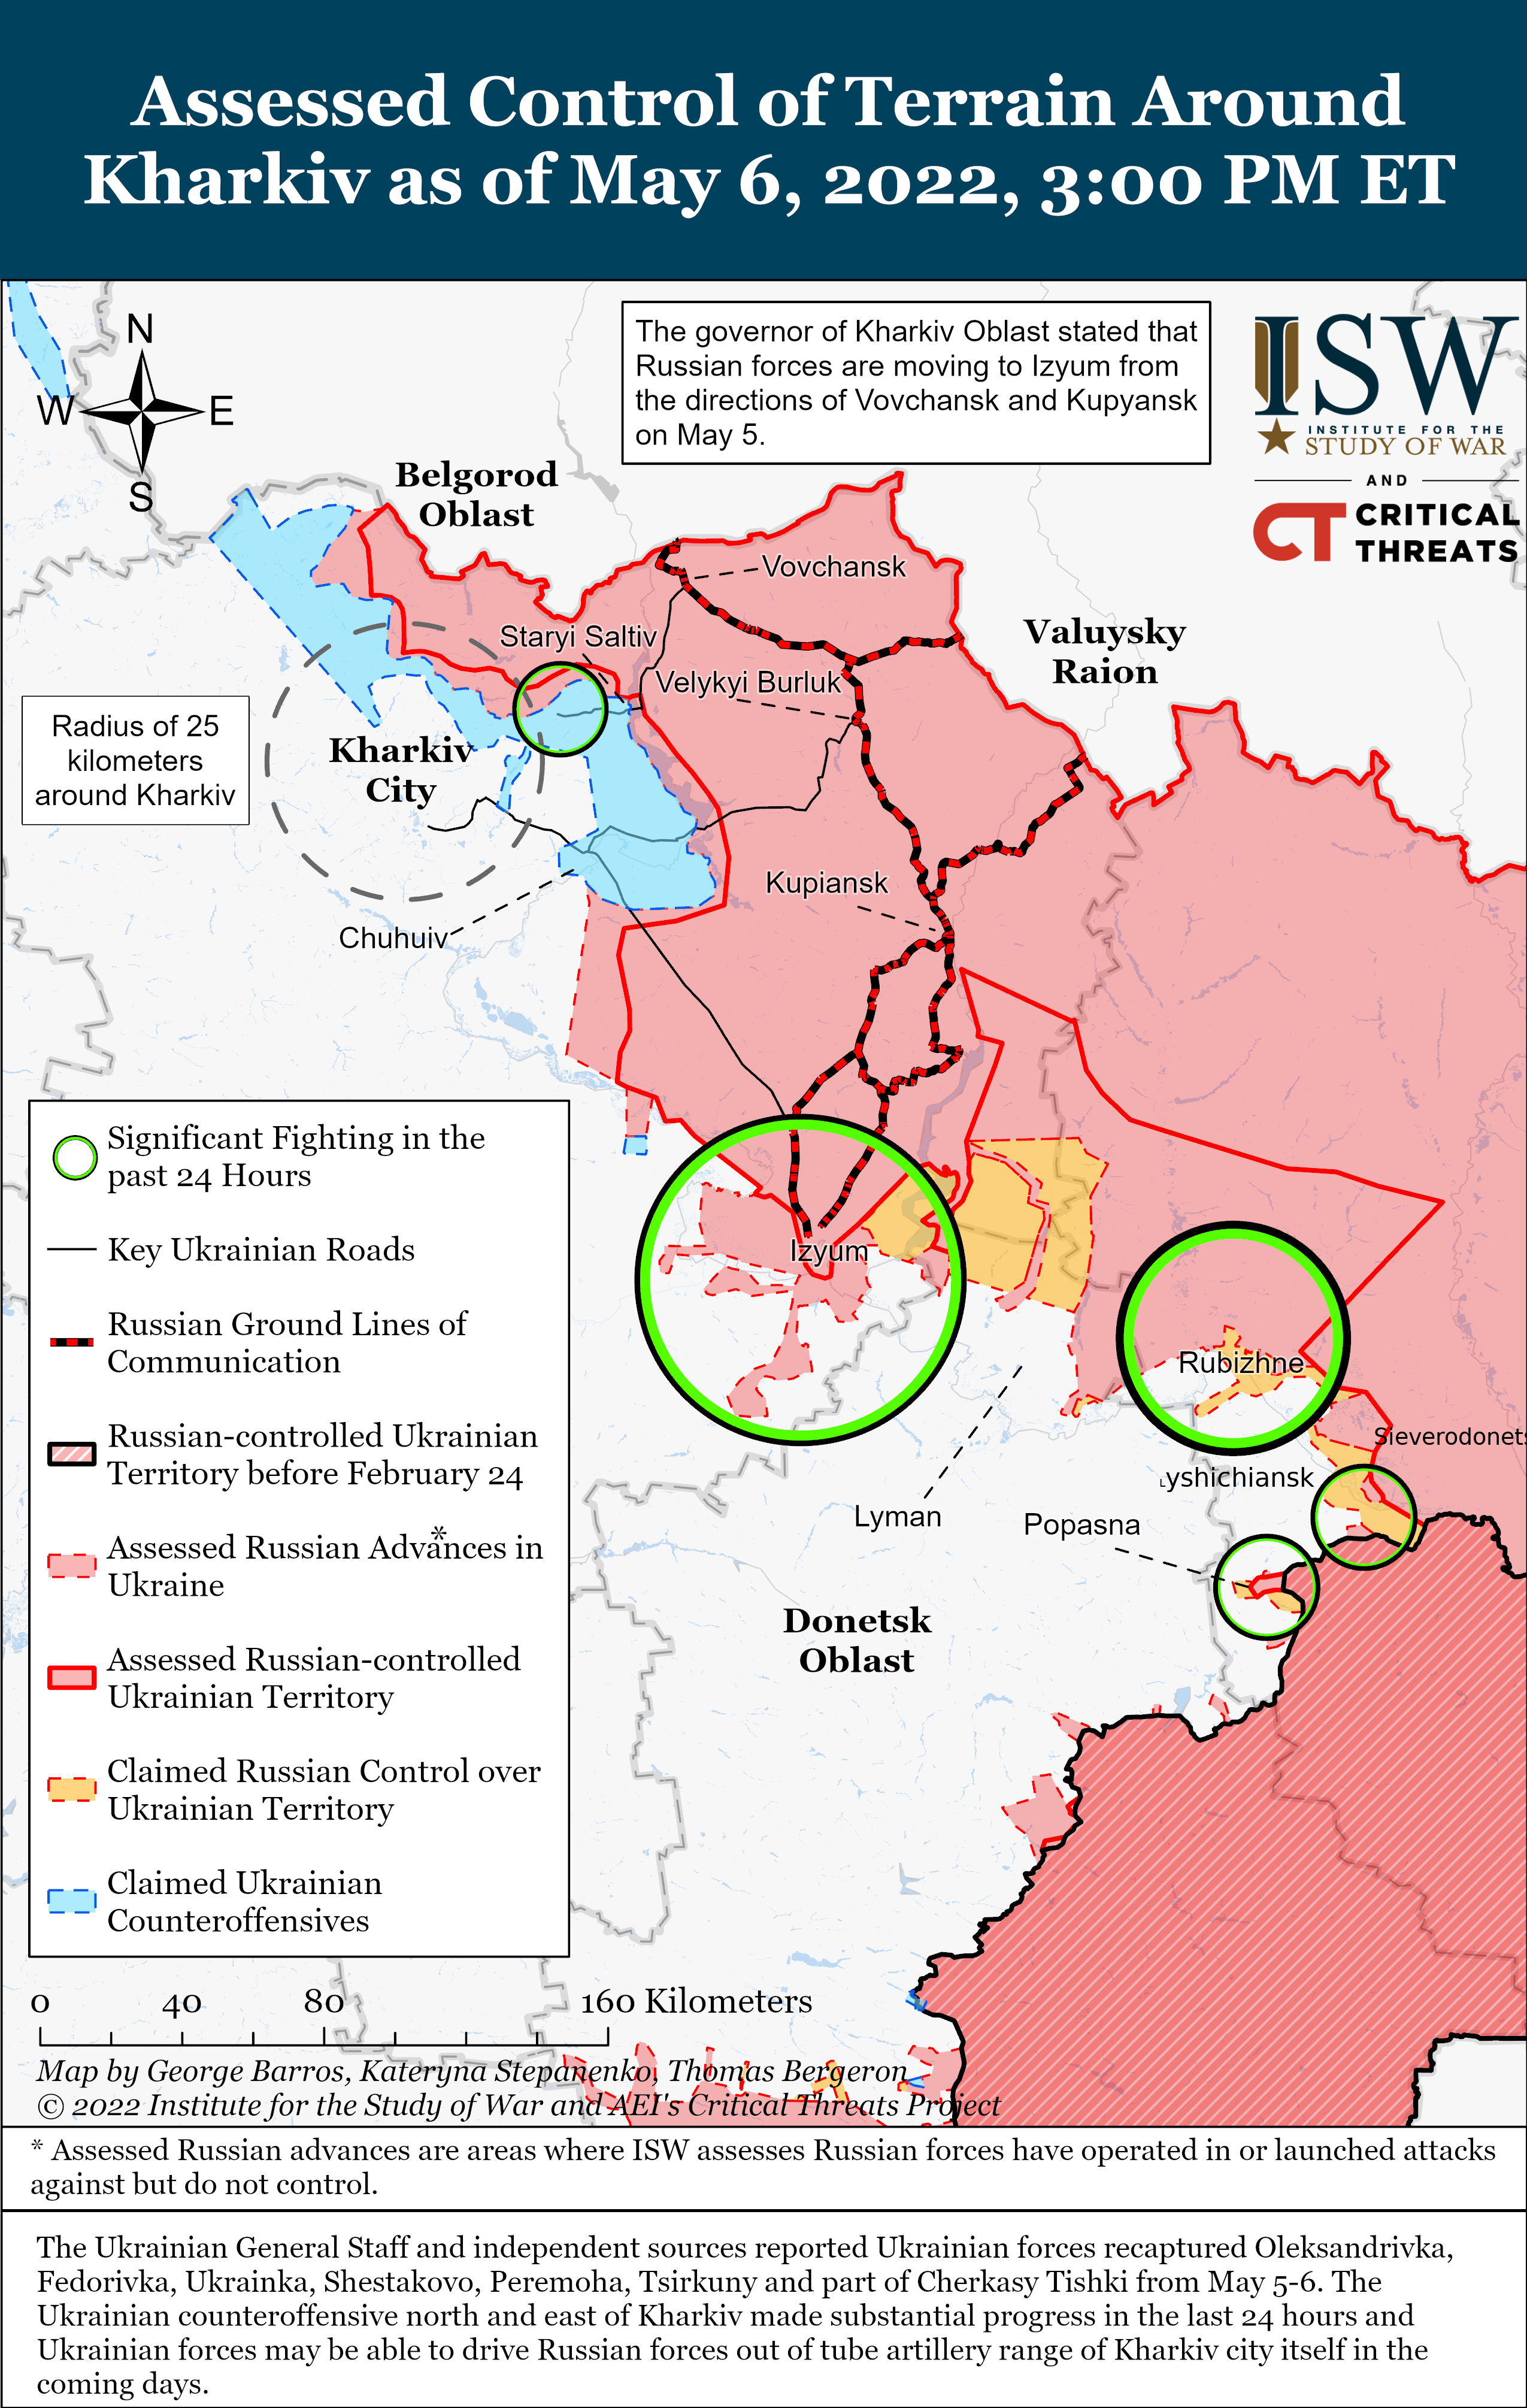 Assessed Control of Terrain Around
Kharkiv as of May 6, 2022, 3:00 PM ET
N
W
E
S
The governor of Kharkiv Oblast stated that
Russian forces are moving to Izyum from
the directions of Vovchansk and Kupyansk
on May 5.
ISW
INSTITUTE FOR THE
STUDY OF WAR
AND
CT CRITICAL
THREATS
Belgorod
Oblast
Vovchansk
Staryi Saltiv
Valuysky
Raion
Velykyi Burluk
Radius of 25
kilometers
around Kharkiv
Kharkiv
City
Kupiansk
Chuhuiv
Izyum
Rubizhne
Sieverodonets
yshichiansk
Lyman
Popasna
Donetsk
Oblast
Significant Fighting in the
past 24 Hours
Key Ukrainian Roads
Russian Ground Lines of
Communication
Russian-controlled Ukrainian
Territory before February 24
Assessed Russian Advances in
Ukraine
*
Assessed Russian-controlled
Ukrainian Territory
Claimed Russian Control over
Ukrainian Territory
Claimed Ukrainian
Counteroffensives
0 40 80 160 Kilometers
Map by George Barros, Kateryna Stepanenko, Thomas Bergeron
© 2022 Institute for the Study of War and AEI's Critical Threats Project
* Assessed Russian advances are areas where ISW assesses Russian forces have operated in or launched attacks
against but do not control.
The Ukrainian General Staff and independent sources reported Ukrainian forces recaptured Oleksandrivka,
Fedorivka, Ukrainka, Shestakovo, Peremoha, Tsirkuny and part of Cherkasy Tishki from May 5-6. The
Ukrainian counteroffensive north and east of Kharkiv made substantial progress in the last 24 hours and
Ukrainian forces may be able to drive Russian forces out of tube artillery range of Kharkiv city itself in the
coming days.